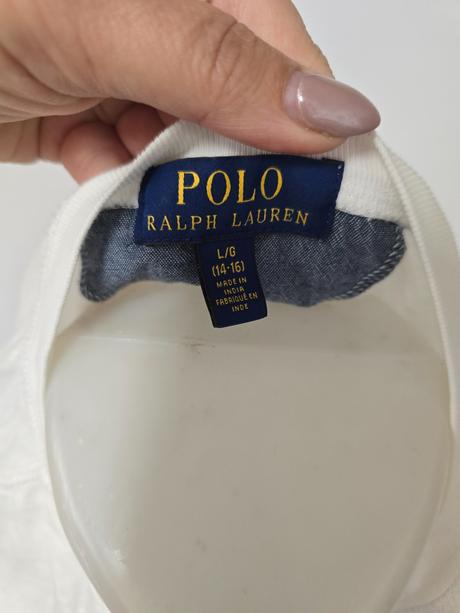 POLO
RALPH LAUREN
L/G
(14-16)
MADE IN
INDIA
FABRIQUÉ EN
INDE